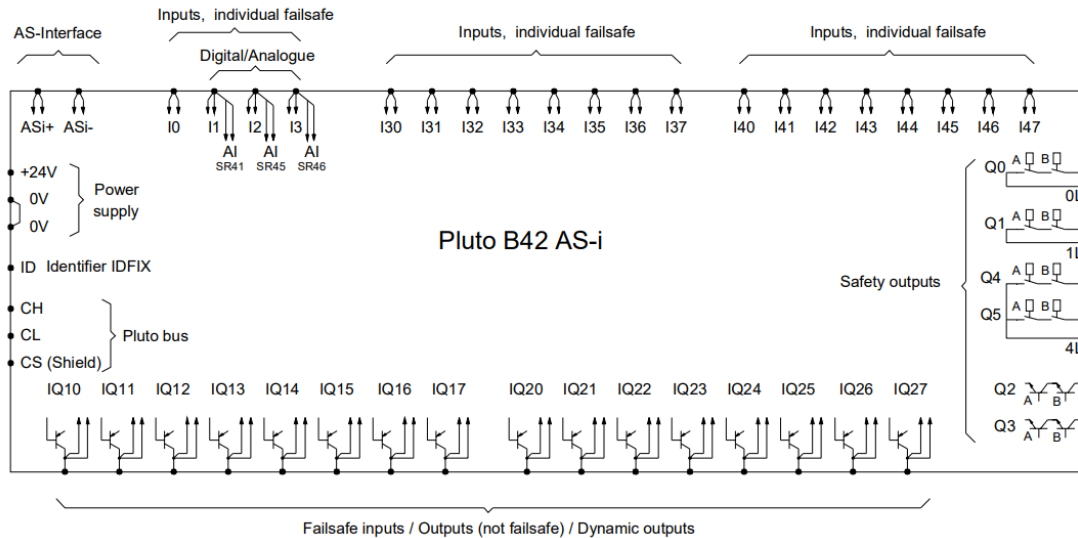 Inputs, individual failsafe
AS-Interface
Digital/Analogue
Inputs, individual failsafe
Inputs, individual failsafe
ASi+ ASi- I0 I1 I2 I3 I30 I31 I32 I33 I34 I35 I36 I37 I40 I41 I42 I43 I44 I45 I46 I47
AI AI AI
SR41 SR45 SR46
+24V
0V
0V
Power
supply
ID Identifier IDFIX
CH
CL
CS (Shield)
Pluto bus
Pluto B42 AS-i
Safety outputs
Q0 A B
0L
Q1 A B
1L
Q4 A B
Q5 A B
4L
Q2 A B
Q3 A B
IQ10 IQ11 IQ12 IQ13 IQ14 IQ15 IQ16 IQ17 IQ20 IQ21 IQ22 IQ23 IQ24 IQ25 IQ26 IQ27
Failsafe inputs / Outputs (not failsafe) / Dynamic outputs